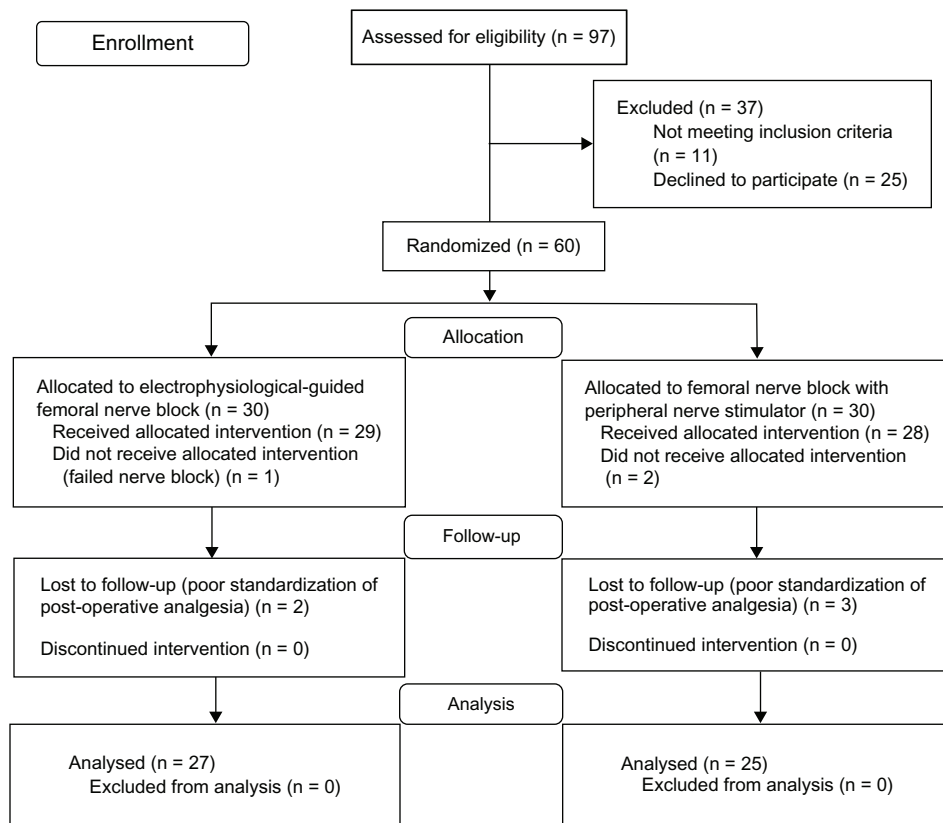 Enrollment
Assessed for eligibility (n = 97)
Excluded (n = 37)
Not meeting inclusion criteria
(n = 11)
Declined to participate (n = 25)
Randomized (n = 60)
Allocation
Allocated to electrophysiological-guided
femoral nerve block (n = 30)
Received allocated intervention (n = 29)
Did not receive allocated intervention
(failed nerve block) (n = 1)
Allocated to femoral nerve block with
peripheral nerve stimulator (n = 30)
Received allocated intervention (n = 28)
Did not receive allocated intervention
(n = 2)
Follow-up
Lost to follow-up (poor standardization of
post-operative analgesia) (n = 2)
Discontinued intervention (n = 0)
Lost to follow-up (poor standardization of
post-operative analgesia) (n = 3)
Discontinued intervention (n = 0)
Analysis
Analysed (n = 27)
Excluded from analysis (n = 0)
Analysed (n = 25)
Excluded from analysis (n = 0)